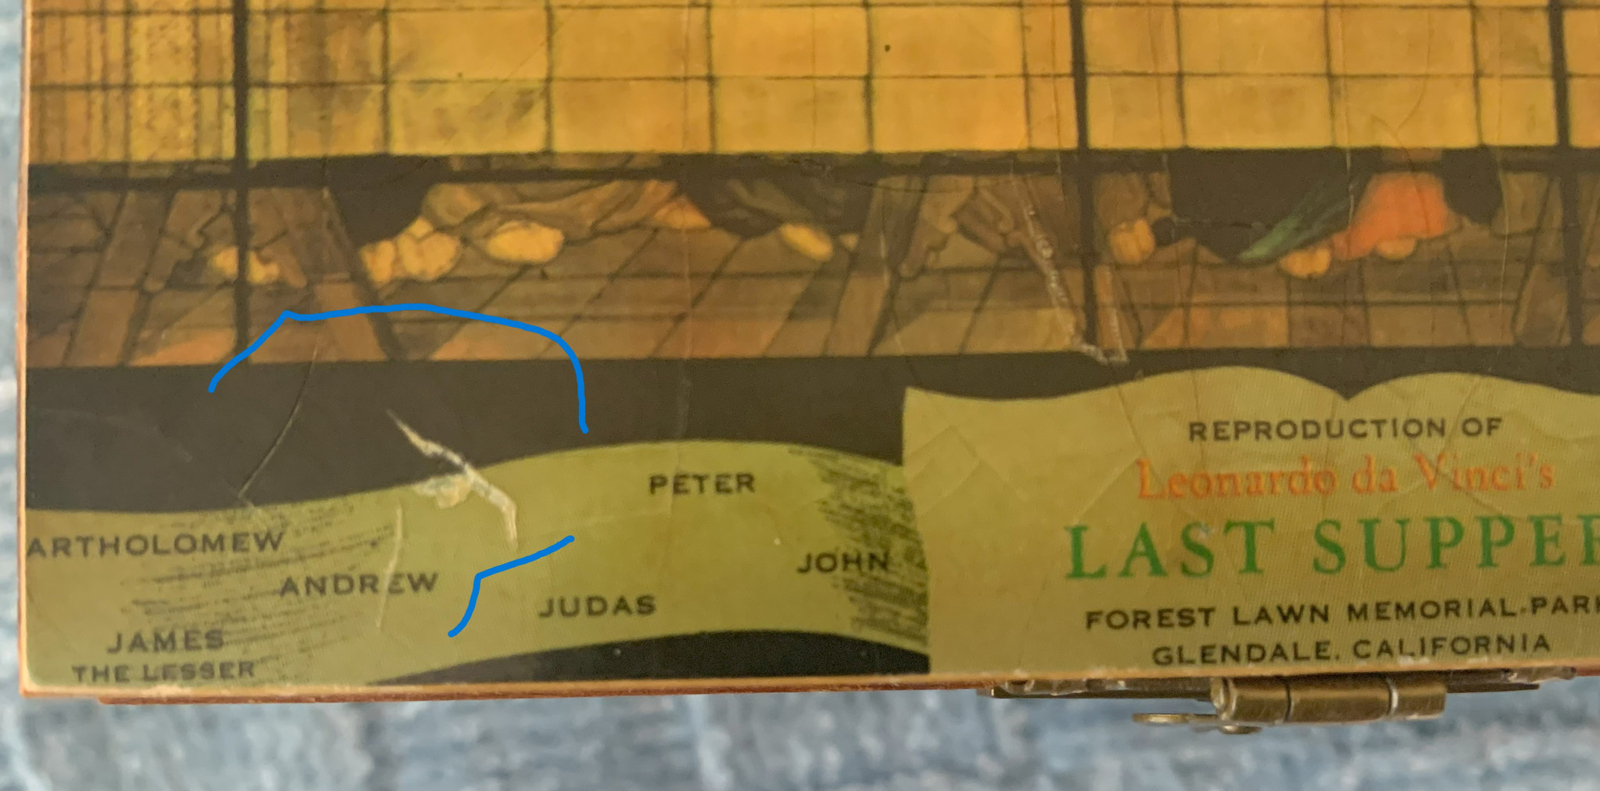 ARTHOLOMEW
ANDREW
JAMES
THE LESSER
PETER
JUDAS
JOHN
REPRODUCTION OF
Leonardo da Vinci's
LAST SUPPE
FOREST LAWN MEMORIAL-PARK
GLENDALE, CALIFORNIA